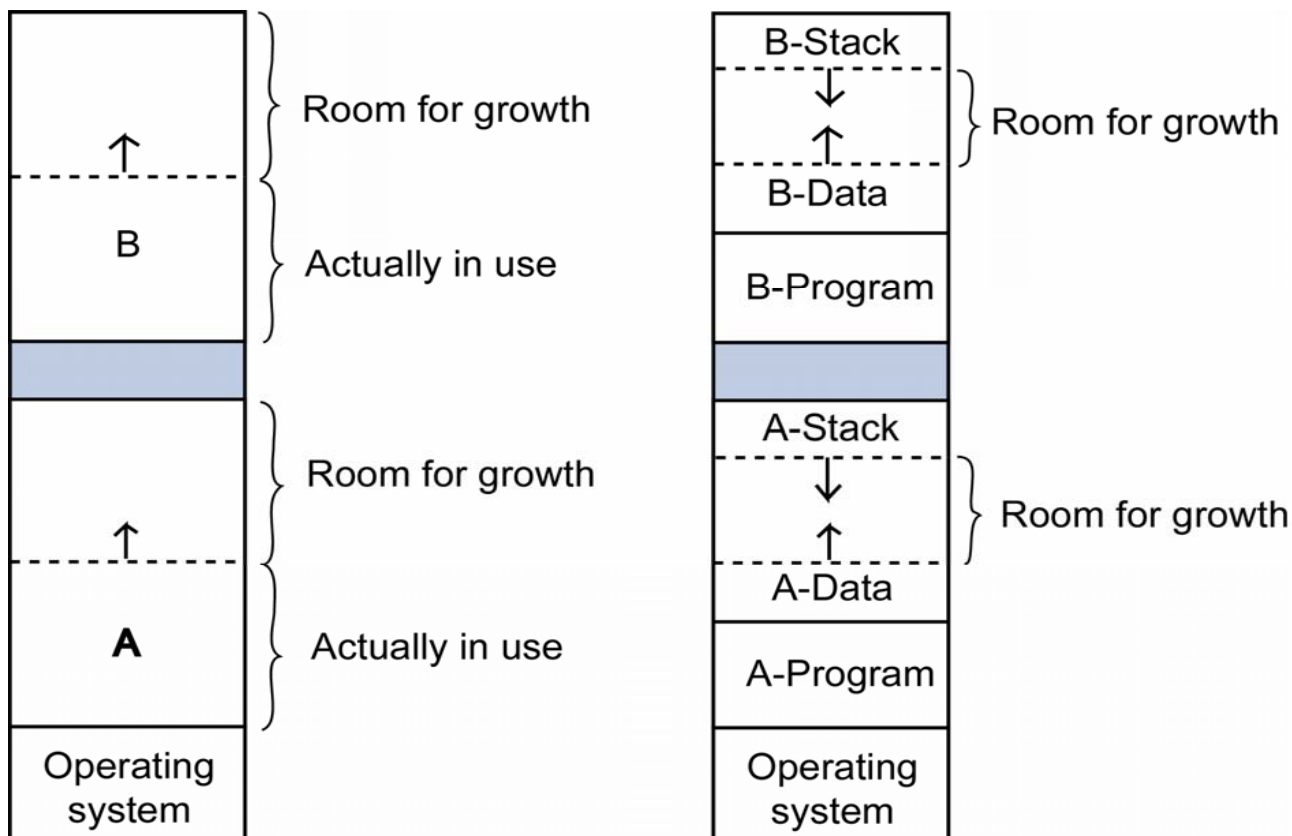 Room for growth
B
Actually in use
Room for growth
A
Actually in use
Operating
system
B-Stack
Room for growth
B-Data
B-Program
A-Stack
Room for growth
A-Data
A-Program
Operating
system